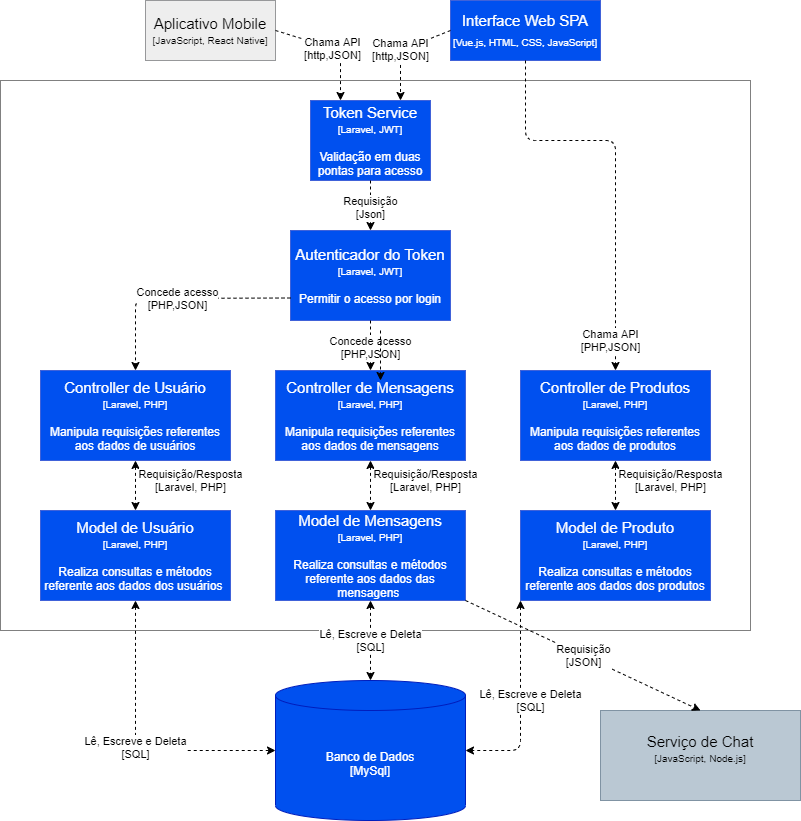 Aplicativo Mobile
[JavaScript, React Native]
Interface Web SPA
[Vue.js, HTML, CSS, JavaScript]
Chama API
[http,JSON]
Chama API
[http,JSON]
Token Service
[Laravel, JWT]
Validação em duas
pontas para acesso
Requisição
[Json]
Autenticador do Token
[Laravel, JWT]
Permitir o acesso por login
Concede acesso
[PHP,JSON]
Concede acesso
[PHP,JSON]
Chama API
[PHP,JSON]
Controller de Usuário
[Laravel, PHP]
Manipula requisições referentes
aos dados de usuários
Controller de Mensagens
[Laravel, PHP]
Manipula requisições referentes
aos dados de mensagens
Controller de Produtos
[Laravel, PHP]
Manipula requisições referentes
aos dados de produtos
Requisição/Resposta
[Laravel, PHP]
Requisição/Resposta
[Laravel, PHP]
Requisição/Resposta
[Laravel, PHP]
Model de Usuário
[Laravel, PHP]
Realiza consultas e métodos
referente aos dados dos usuários
Model de Mensagens
[Laravel, PHP]
Realiza consultas e métodos
referente aos dados das
mensagens
Model de Produto
[Laravel, PHP]
Realiza consultas e métodos
referente aos dados dos produtos
Lê, Escreve e Deleta
[SQL]
Requisição
[JSON]
Lê, Escreve e Deleta
[SQL]
Lê, Escreve e Deleta
[SQL]
Banco de Dados
[MySql]
Serviço de Chat
[JavaScript, Node.js]